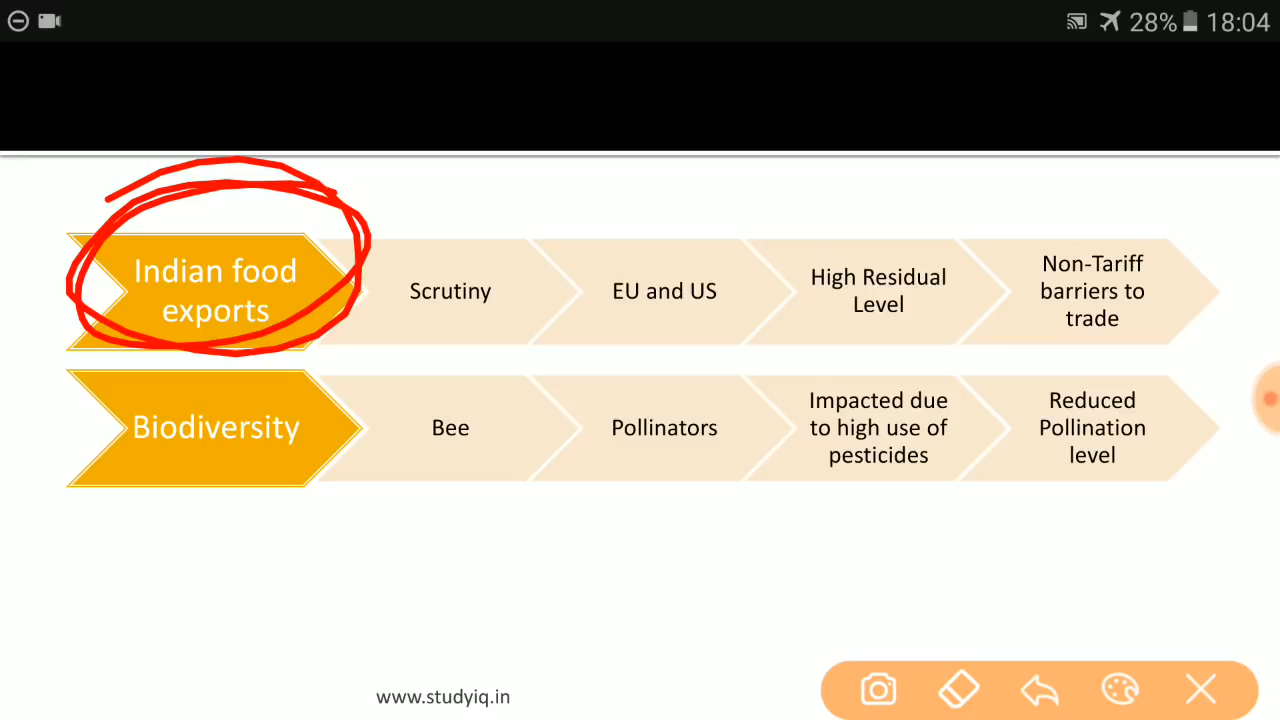 28% 18:04
Indian food
exports
Scrutiny
EU and US
High Residual
Level
Non-Tariff
barriers to
trade
Biodiversity
Bee
Pollinators
Impacted due
to high use of
pesticides
Reduced
Pollination
level
www.studyiq.in